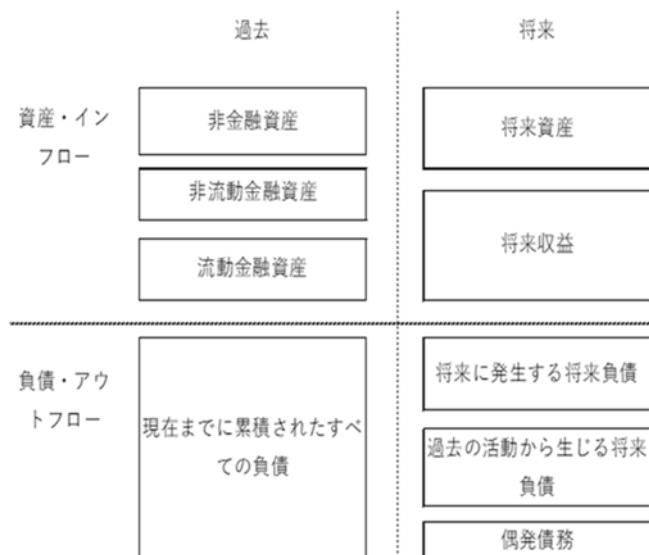 過去
将来
資産・イン
フロー
非金融資産
非流動金融資産
流動金融資産
将来資産
将来収益
負債・アウ
トフロー
現在までに累積されたすべ
ての負債
将来に発生する将来負債
過去の活動から生じる将来
負債
偶発債務